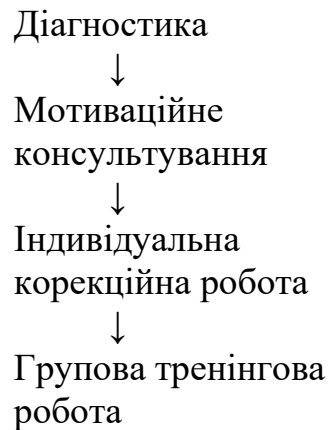 Діагностика
↓
Мотиваційне
консультування
↓
Індивідуальна
корекційна робота
↓
Групова тренінгова
робота